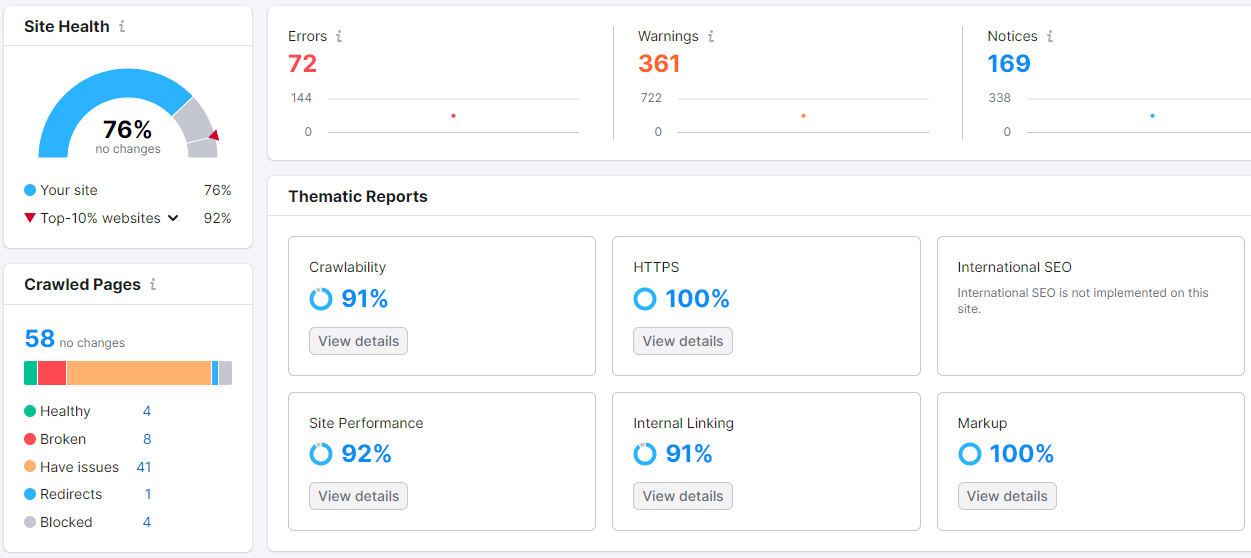 Site Health
76%
no changes
Your site 76%
Top-10% websites 92%
Crawled Pages
58 no changes
Healthy 4
Broken 8
Have issues 41
Redirects 1
Blocked 4
Errors
72
144
0
Warnings
361
722
0
Notices
169
338
0
Thematic Reports
Crawlability
91%
View details
HTTPS
100%
View details
International SEO
International SEO is not implemented on this
site.
Site Performance
92%
View details
Internal Linking
91%
View details
Markup
100%
View details